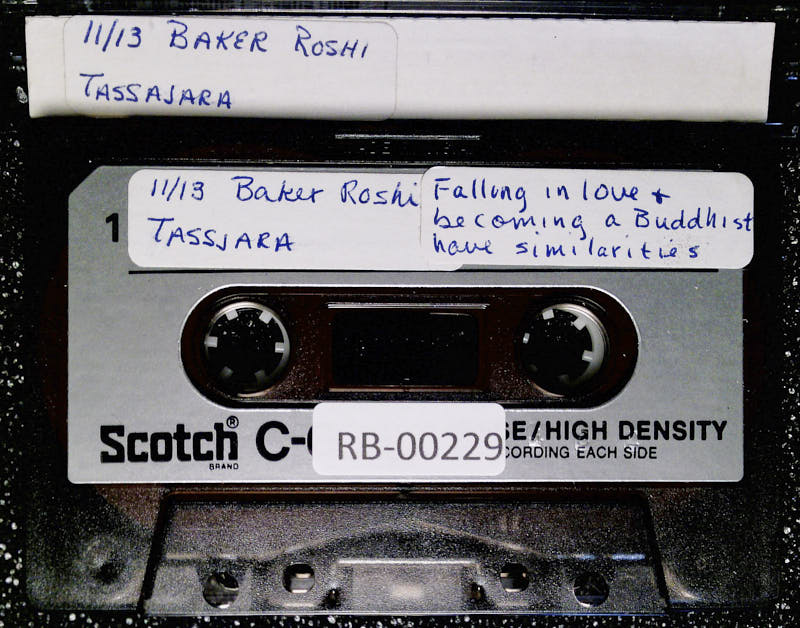 11/13 BAKER ROSHI
TASSAJARA
1
11/13 Baker Roshi
TASSJARA
Falling in love +
becoming a Buddhist
have similarities
Scotch® C-
BRAND
RB-00229
SE/HIGH DENSITY
CORDING EACH SIDE